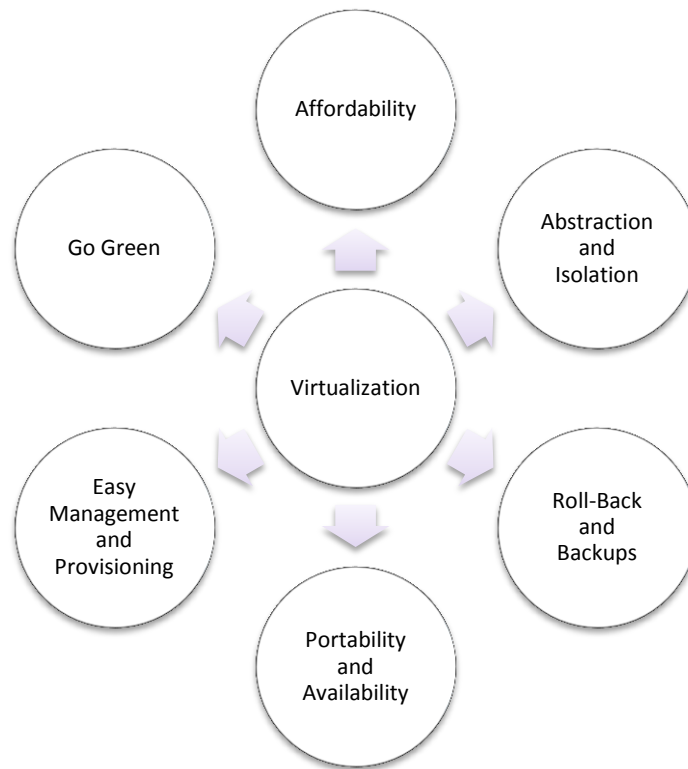 Affordability
Go Green
Abstraction
and
Isolation
Virtualization
Easy
Management
and
Provisioning
Roll-Back
and
Backups
Portability
and
Availability